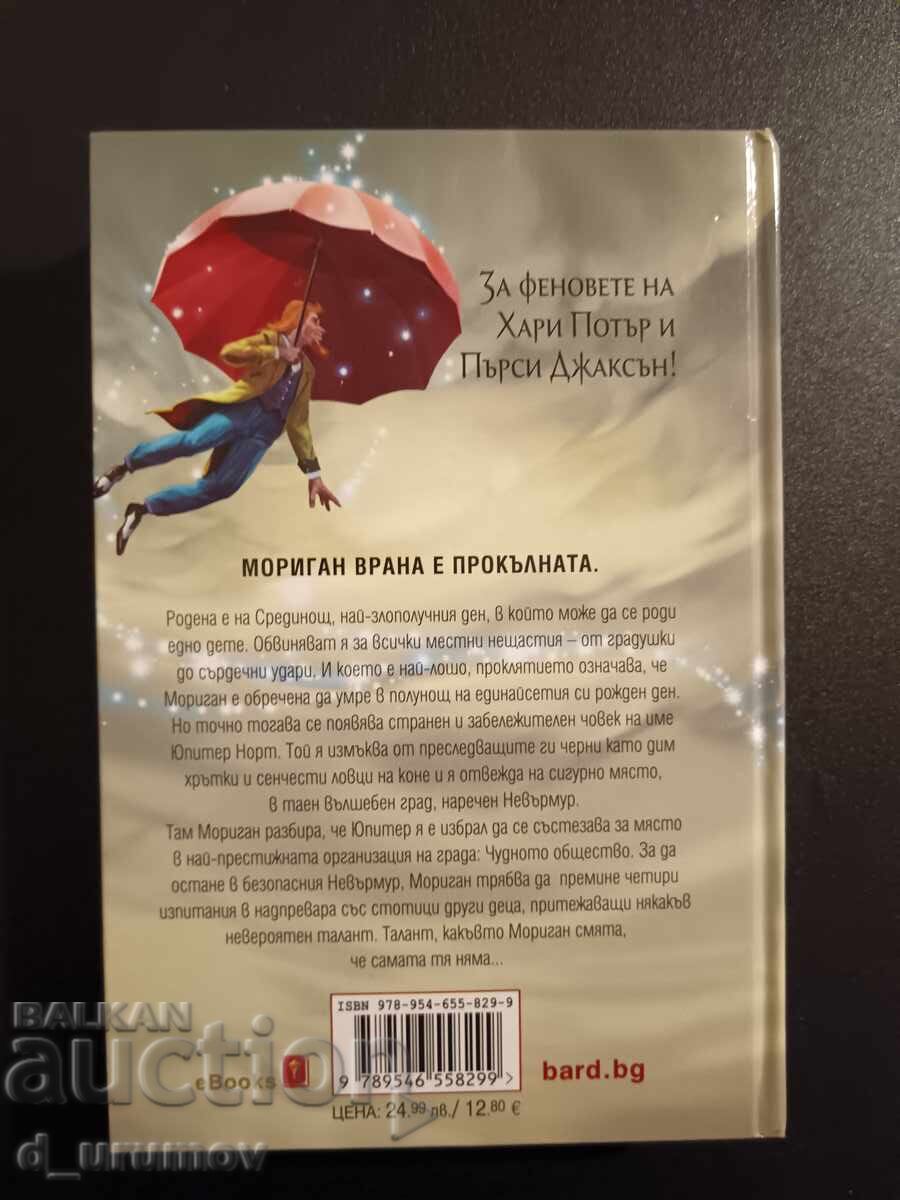 За феновете на
Хари Потър и
Пърси Джаксън!
МОРИГАН ВРАНА Е ПРОКЪЛНАТА.
Родена е на Срединощ, най-злополучния ден, в който може да се роди
едно дете. Обвиняват я за всички местни нещастия – от градушки
до сърдечни удари. И което е най-лошо, проклятието означава, че
Мориган е обречена да умре в полунощ на единайсетия си рожден ден.
Но точно тогава се появява странен и забележителен човек на име
Юпитер Норт. Той я измъква от преследващите ги черни като дим
хрътки и сенчести ловци на коне и я отвежда на сигурно място,
в таен вълшебен град, наречен Невърмур.
Там Мориган разбира, че Юпитер я е избрал да се състезава за място
в най-престижната организация на града: Чудното общество. За да
остане в безопасния Невърмур, Мориган трябва да премине четири
изпитания в надпревара със стотици други деца, притежаващи някакъв
невероятен талант. Талант, какъвто Мориган смята,
че самата тя няма...
ISBN 978-954-655-829-9
BALKAN
auction
eBooks
bard.bg
9 789546 558299 >
ЦЕНА: 24.99 лв./ 12.80 €
d_urumov